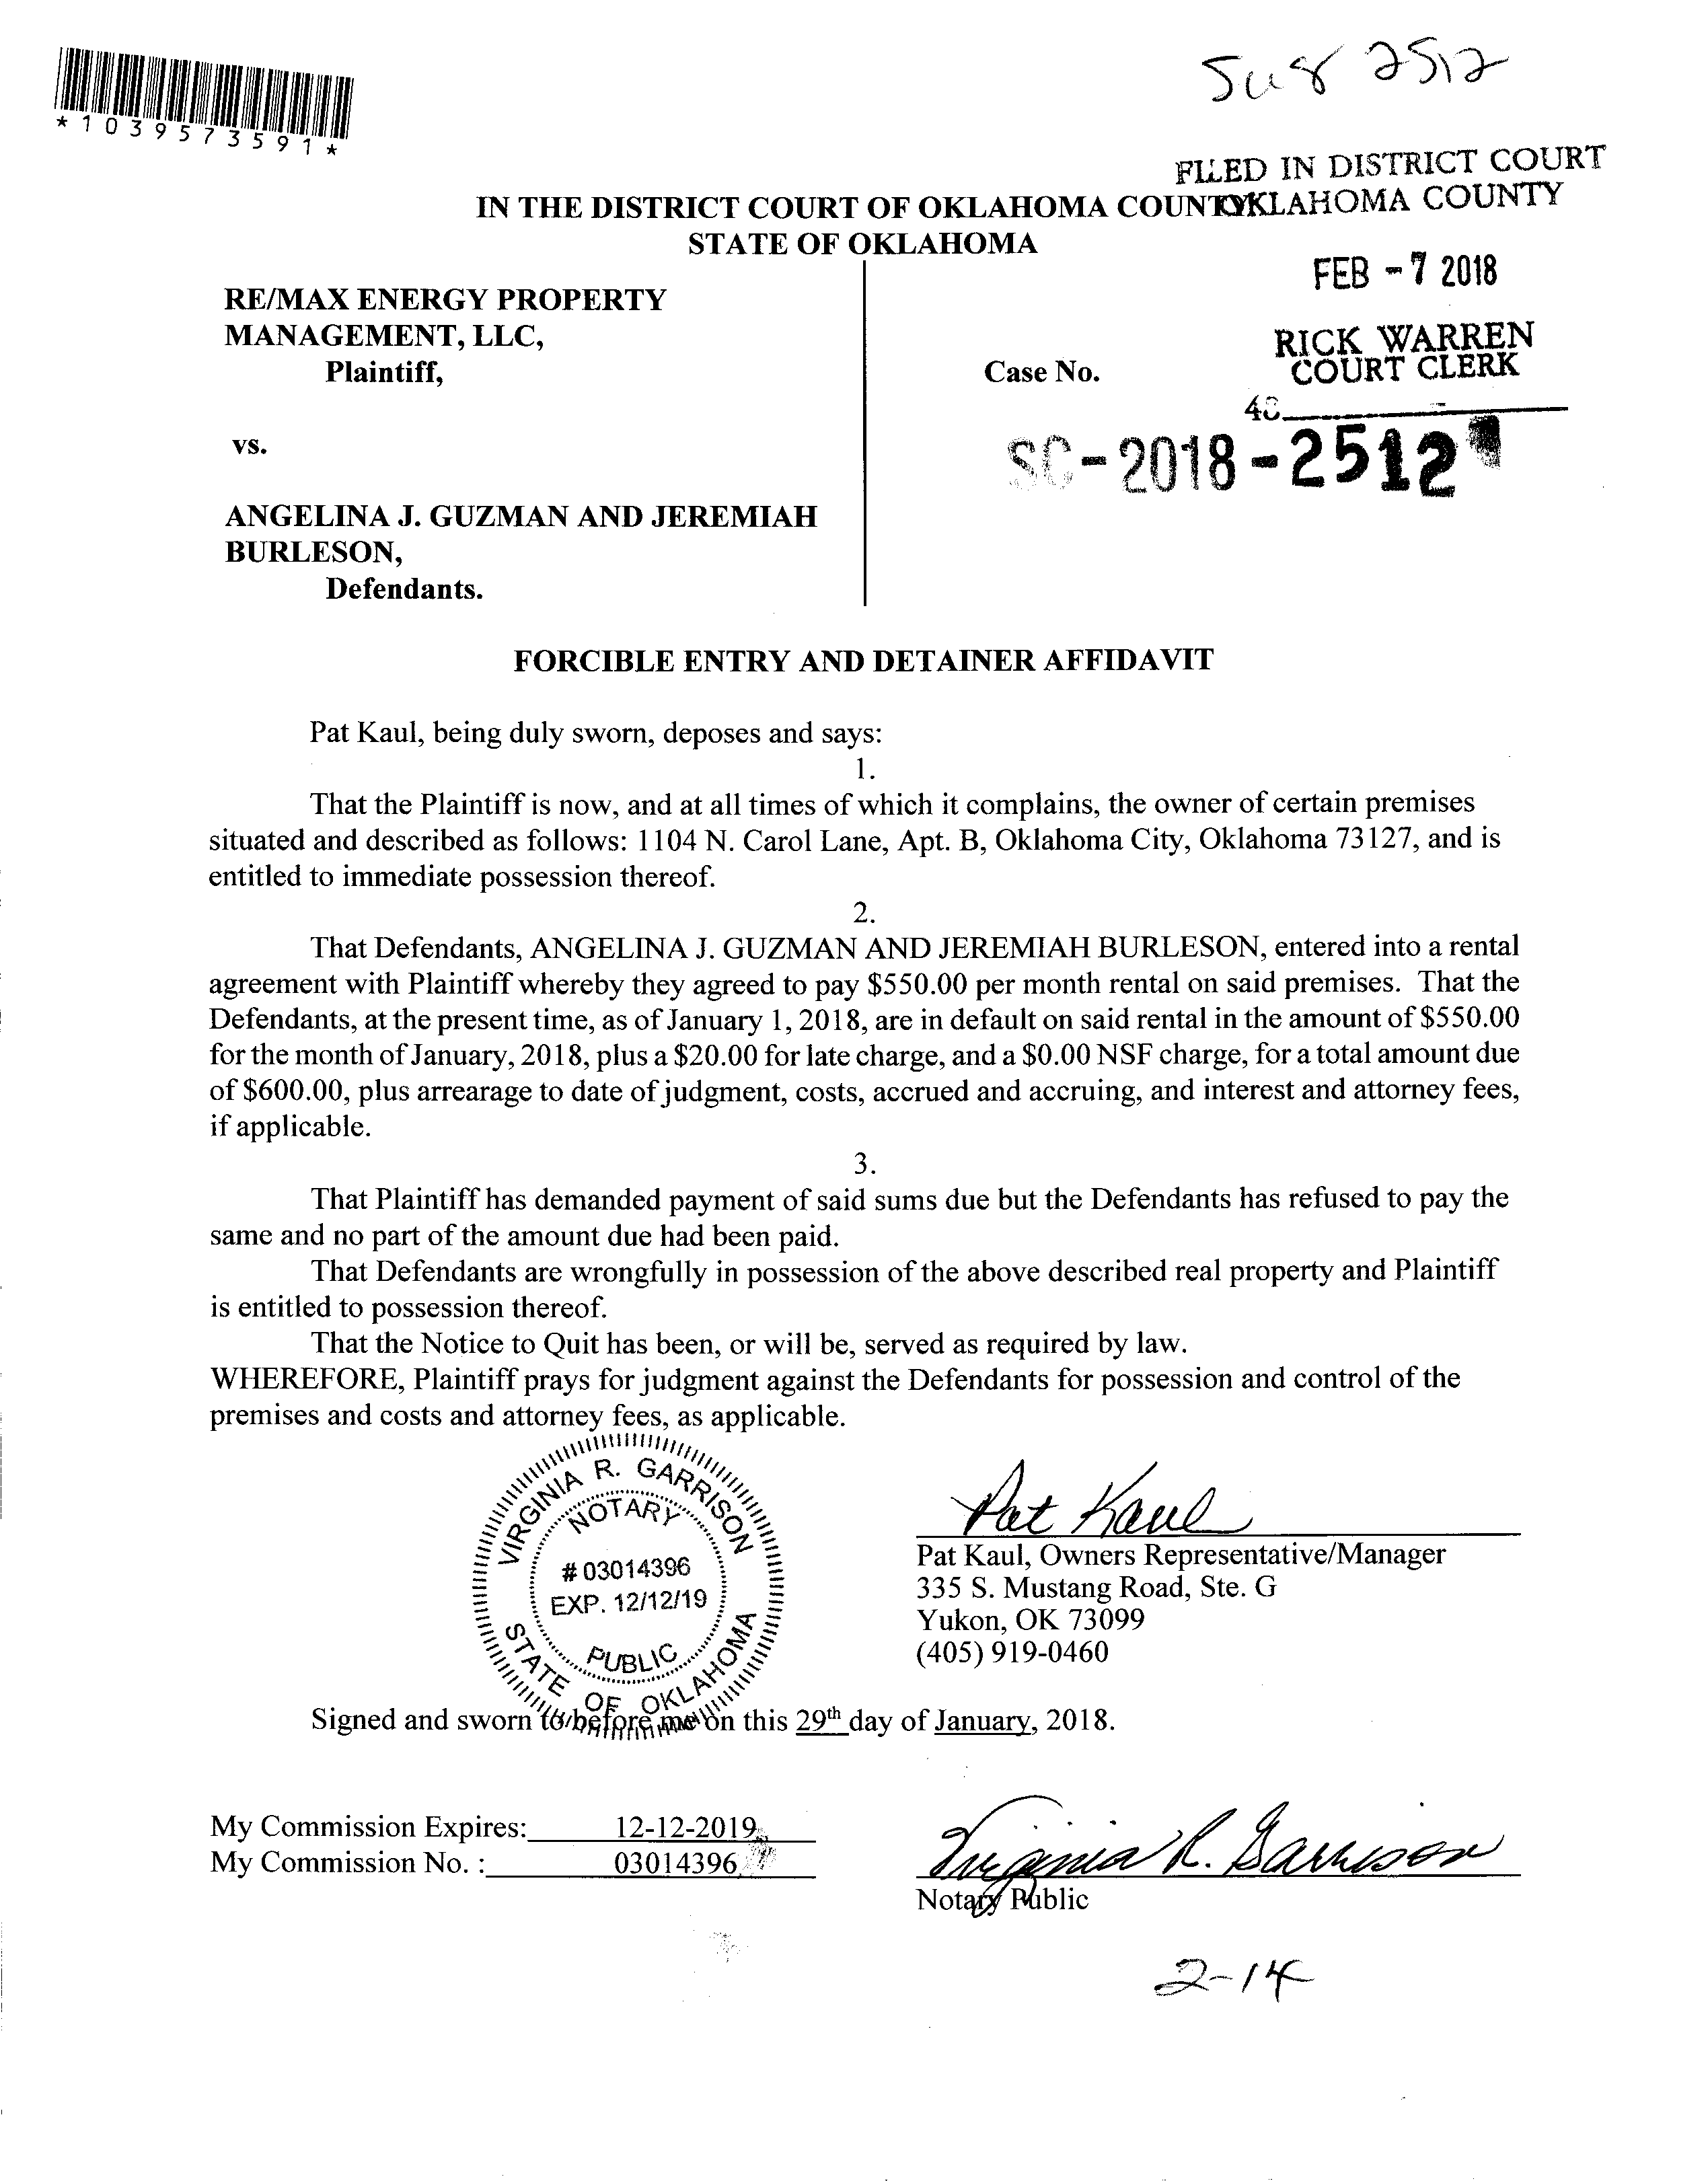 SC18 2512
*1039573591*
FILED IN DISTRICT COURT
OKLAHOMA COUNTY
IN THE DISTRICT COURT OF OKLAHOMA COUNTY
STATE OF OKLAHOMA
FEB -7 2018
RICK WARREN
COURT CLERK
RE/MAX ENERGY PROPERTY
MANAGEMENT, LLC,
Plaintiff,
Case No.
vs.
SC-2018-2512
ANGELINA J. GUZMAN AND JEREMIAH
BURLESON,
Defendants.
FORCIBLE ENTRY AND DETAINER AFFIDAVIT
Pat Kaul, being duly sworn, deposes and says:
1.
That the Plaintiff is now, and at all times of which it complains, the owner of certain premises
situated and described as follows: 1104 N. Carol Lane, Apt. B, Oklahoma City, Oklahoma 73127, and is
entitled to immediate possession thereof.
2.
That Defendants, ANGELINA J. GUZMAN AND JEREMIAH BURLESON, entered into a rental
agreement with Plaintiff whereby they agreed to pay $550.00 per month rental on said premises. That the
Defendants, at the present time, as of January 1, 2018, are in default on said rental in the amount of $550.00
for the month of January, 2018, plus a $20.00 for late charge, and a $0.00 NSF charge, for a total amount due
of $600.00, plus arrearage to date of judgment, costs, accrued and accruing, and interest and attorney fees,
if applicable.
3.
That Plaintiff has demanded payment of said sums due but the Defendants has refused to pay the
same and no part of the amount due had been paid.
That Defendants are wrongfully in possession of the above described real property and Plaintiff
is entitled to possession thereof.
That the Notice to Quit has been, or will be, served as required by law.
WHEREFORE, Plaintiff prays for judgment against the Defendants for possession and control of the
premises and costs and attorney fees, as applicable.
VIRGINIA R. GARRISON
NOTARY
# 03014396
EXP. 12/12/19
PUBLIC
STATE OF OKLAHOMA
Pat Kaul
Pat Kaul, Owners Representative/Manager
335 S. Mustang Road, Ste. G
Yukon, OK 73099
(405) 919-0460
Signed and sworn to before me on this 29th day of January, 2018.
My Commission Expires: 12-12-2019
My Commission No. : 03014396
Virginia R. Garrison
Notary Public
2-14